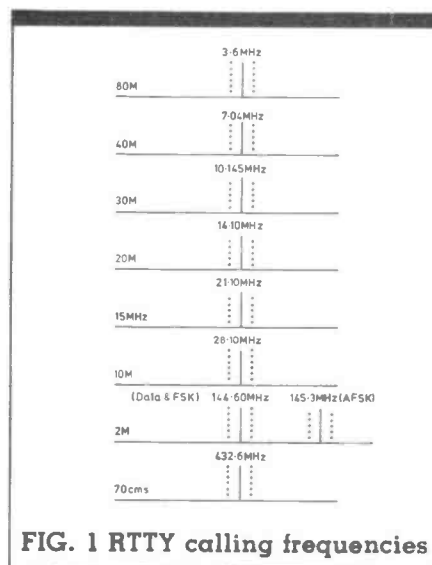 3·6MHz
80M
7·04MHz
40M
10·145MHz
30M
14·10MHz
20M
21·10MHz
15MHz
28·10MHz
10M
(Data & FSK) 144·60MHz 145·3MHz (AFSK)
2M
432·6MHz
70cms
FIG. 1 RTTY calling frequencies